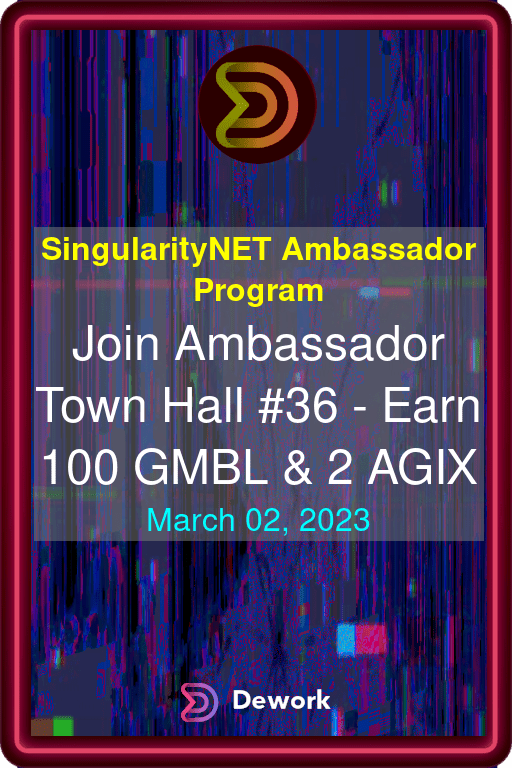 SingularityNET Ambassador
Program
Join Ambassador
Town Hall #36 - Earn
100 GMBL & 2 AGIX
March 02, 2023
Dework